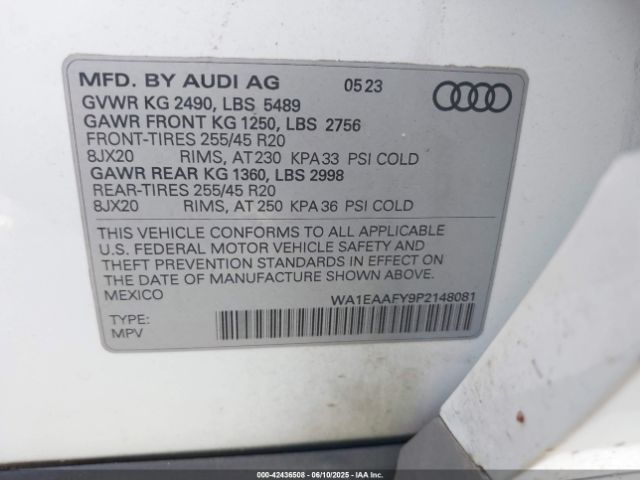 MFD. BY AUDI AG 05 23
GVWR KG 2490, LBS 5489
GAWR FRONT KG 1250, LBS 2756
FRONT-TIRES 255/45 R20
8JX20 RIMS, AT 230 KPA 33 PSI COLD
GAWR REAR KG 1360, LBS 2998
REAR-TIRES 255/45 R20
8JX20 RIMS, AT 250 KPA 36 PSI COLD
THIS VEHICLE CONFORMS TO ALL APPLICABLE
U.S. FEDERAL MOTOR VEHICLE SAFETY AND
THEFT PREVENTION STANDARDS IN EFFECT ON
THE DATE OF MANUFACTURE SHOWN ABOVE.
MEXICO
WA1EAAFY9P2148081
TYPE:
MPV
000-42436508 - 06/10/2025 - IAA Inc.